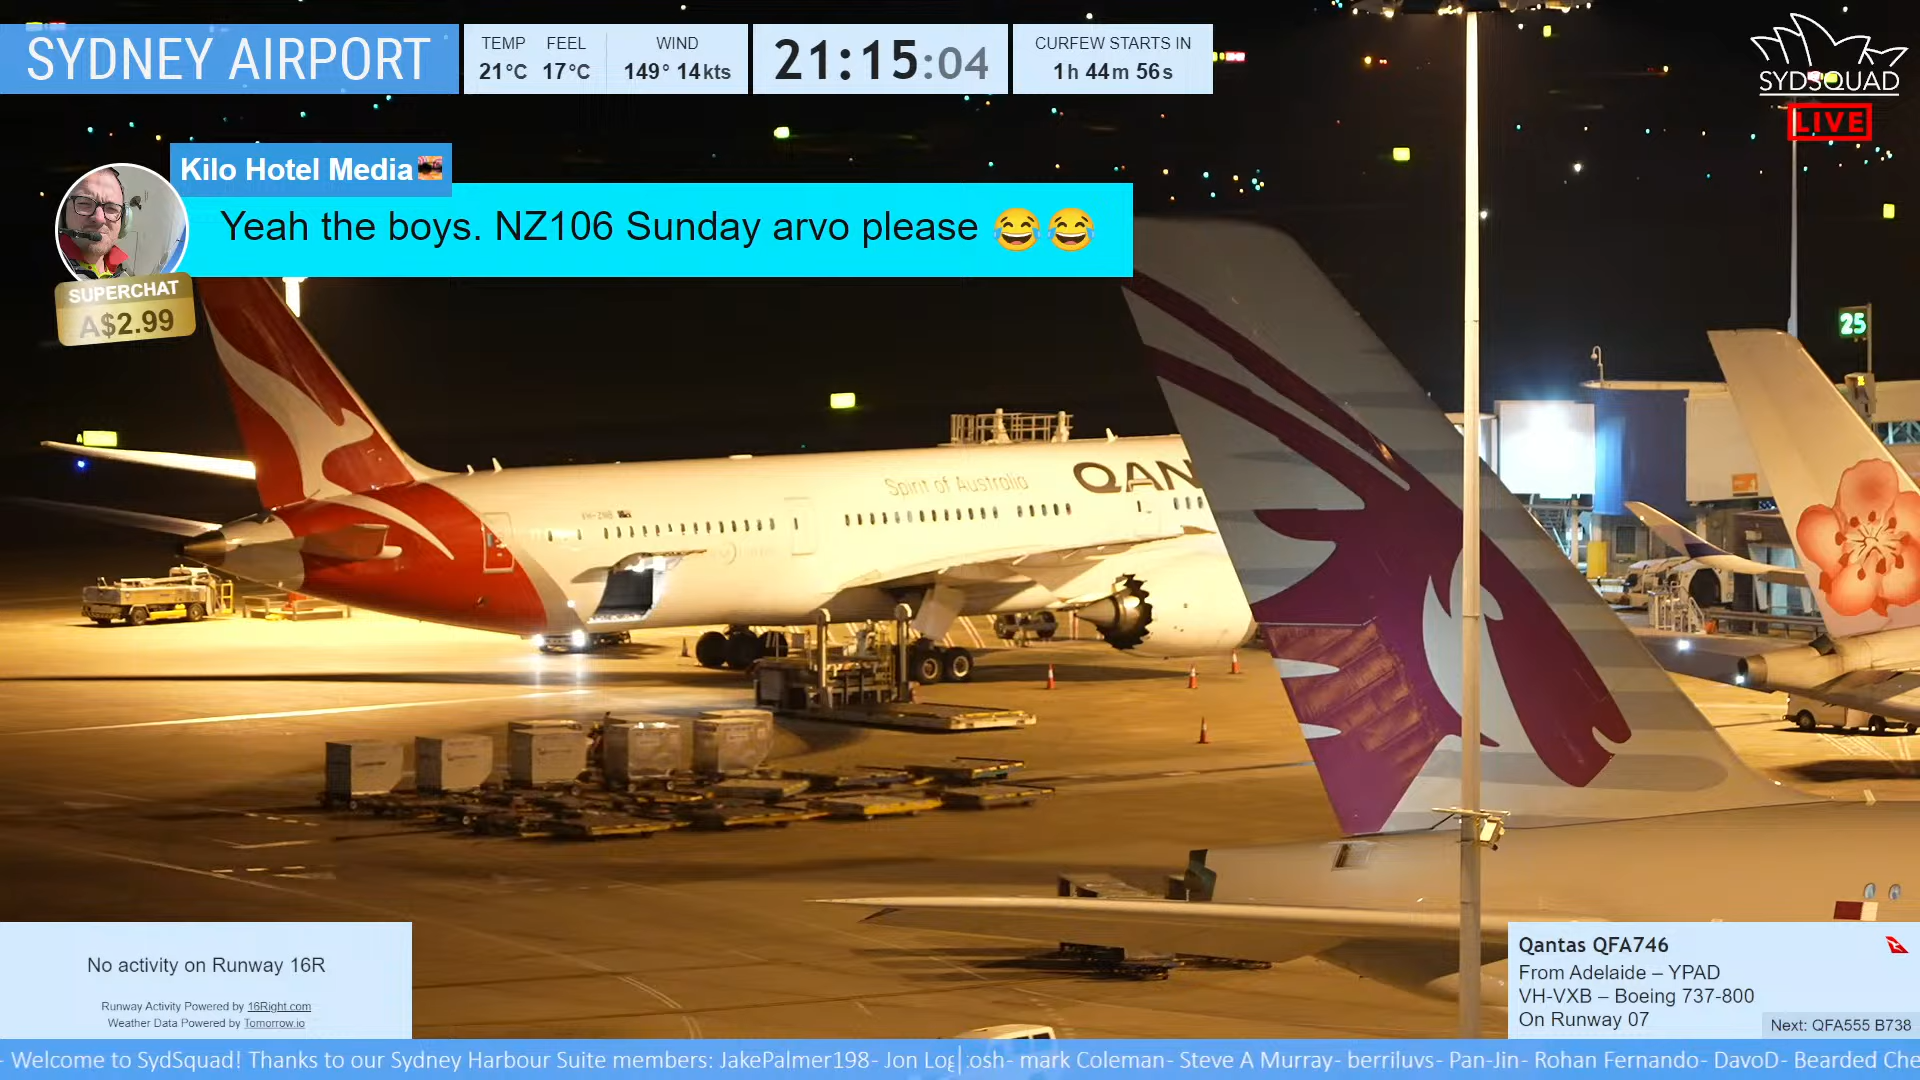 SYDNEY AIRPORT
TEMP FEEL WIND
21°C 17°C 149° 14kts
21:15:04
CURFEW STARTS IN
1h 44m 56s
SYDSQUAD
LIVE
Kilo Hotel Media
Yeah the boys. NZ106 Sunday arvo please 😂😂
SUPERCHAT
A$2.99
25
Spirit of Australia
QAN
No activity on Runway 16R
Runway Activity Powered by 16Right.com
Weather Data Powered by Tomorrow.io
Qantas QFA746
From Adelaide – YPAD
VH-VXB – Boeing 737-800
On Runway 07
Next: QFA555 B738
- Welcome to SydSquad! Thanks to our Sydney Harbour Suite members: JakePalmer198- Jon - mark Coleman- Steve A Murray- berriluvs- Pan-Jin- Rohan Fernando- DavoD- Bearded Che